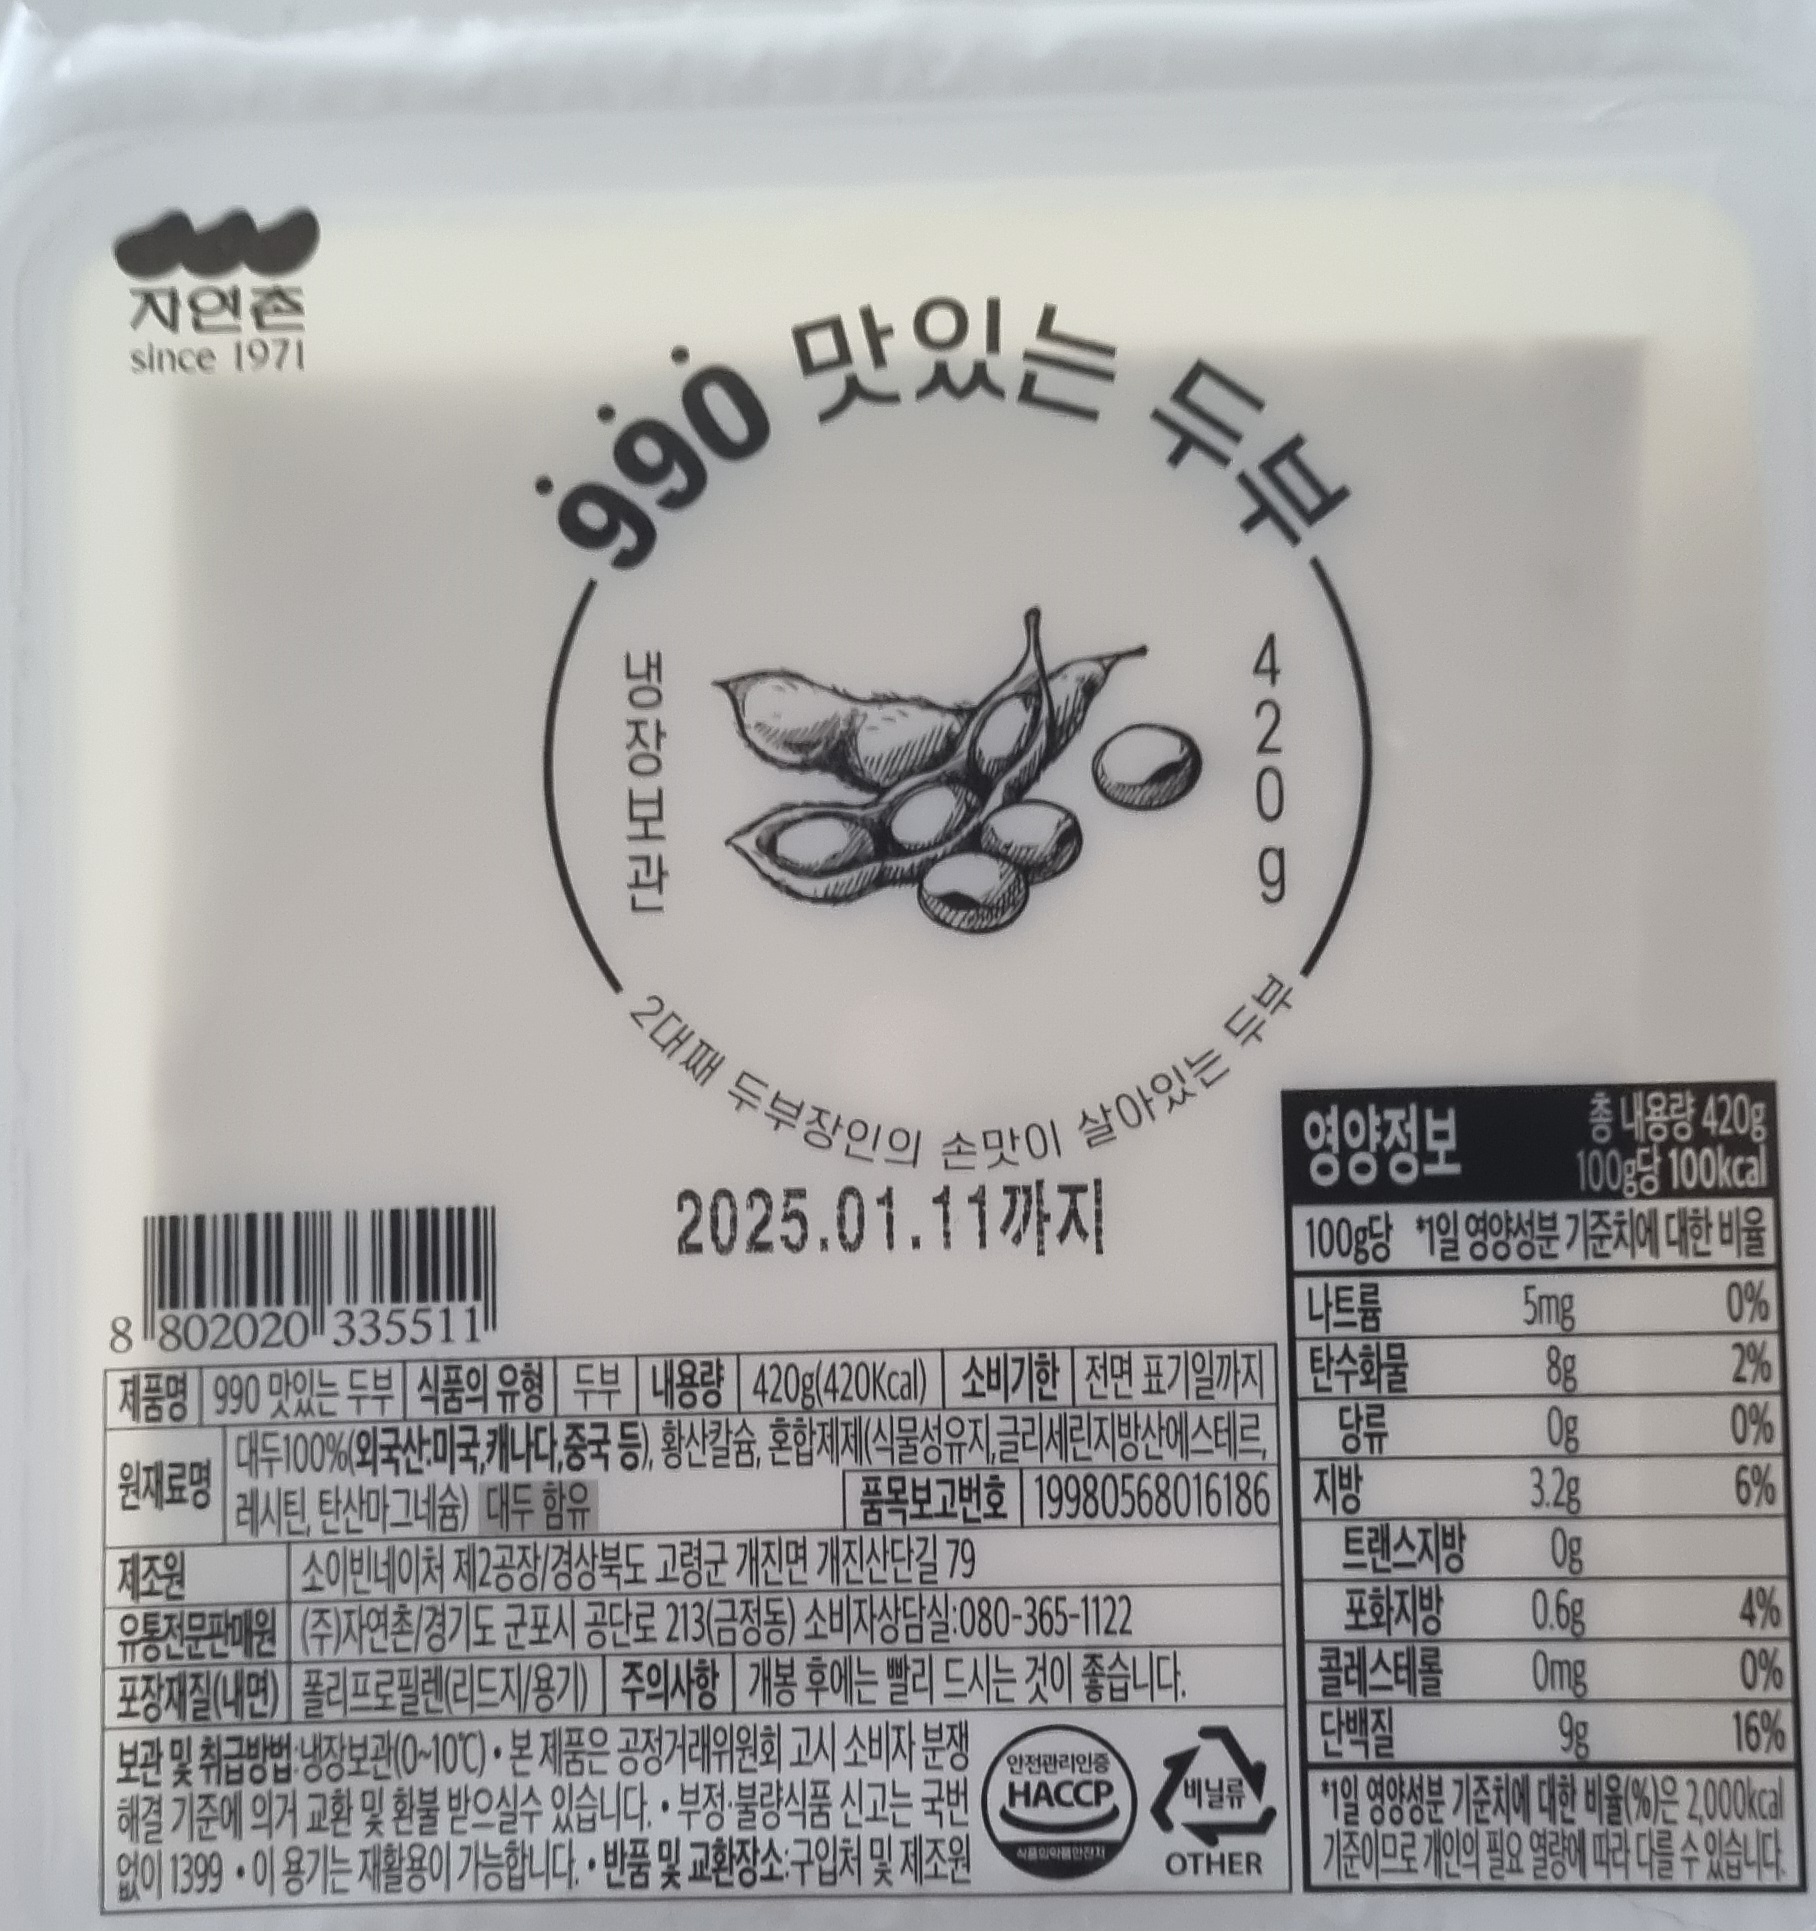 자연촌
since 1971
990 맛있는 두부
냉장보관
420g
2대째 두부장인의 손맛이 살아있는 두부
2025.01.11까지
8 802020 335511
제품명 990 맛있는 두부 식품의 유형 두부 내용량 420g(420Kcal) 소비기한 전면 표기일까지
원재료명 대두100%(외국산:미국,캐나다,중국 등), 황산칼슘, 혼합제제(식물성유지,글리세린지방산에스테르,
레시틴, 탄산마그네슘) 대두 함유 품목보고번호 19980568016186
제조원 소이빈네이처 제2공장/경상북도 고령군 개진면 개진산단길 79
유통전문판매원 (주)자연촌/경기도 군포시 공단로 213(금정동) 소비자상담실:080-365-1122
포장재질(내면) 폴리프로필렌(리드지/용기) 주의사항 개봉 후에는 빨리 드시는 것이 좋습니다.
보관 및 취급방법:냉장보관(0~10℃) • 본 제품은 공정거래위원회 고시 소비자 분쟁
해결 기준에 의거 교환 및 환불 받으실수 있습니다. • 부정·불량식품 신고는 국번
없이 1399 • 이 용기는 재활용이 가능합니다. • 반품 및 교환장소:구입처 및 제조원
안전관리인증
HACCP
식품의약품안전처
비닐류
OTHER
영양정보 총 내용량 420g
100g당 100kcal
100g당 *1일 영양성분 기준치에 대한 비율
나트륨 5mg 0%
탄수화물 8g 2%
당류 0g 0%
지방 3.2g 6%
트랜스지방 0g
포화지방 0.6g 4%
콜레스테롤 0mg 0%
단백질 9g 16%
*1일 영양성분 기준치에 대한 비율(%)은 2,000kcal
기준이므로 개인의 필요 열량에 따라 다를 수 있습니다.